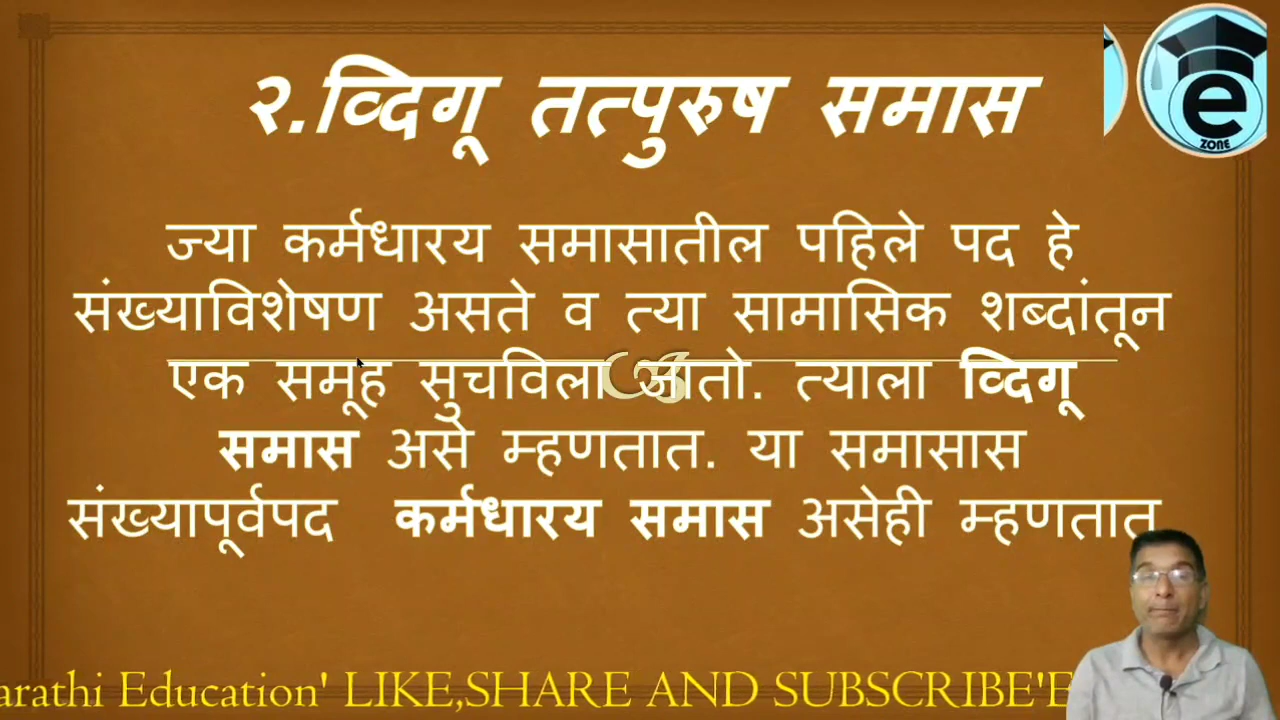 २.व्दिगू तत्पुरुष समास
e
ZONE
ज्या कर्मधारय समासातील पहिले पद हे
संख्याविशेषण असते व त्या सामासिक शब्दांतून
एक समूह सुचविला जातो. त्याला व्दिगू
समास असे म्हणतात. या समासास
संख्यापूर्वपद कर्मधारय समास असेही म्हणतात
arathi Education' LIKE,SHARE AND SUBSCRIBE'E